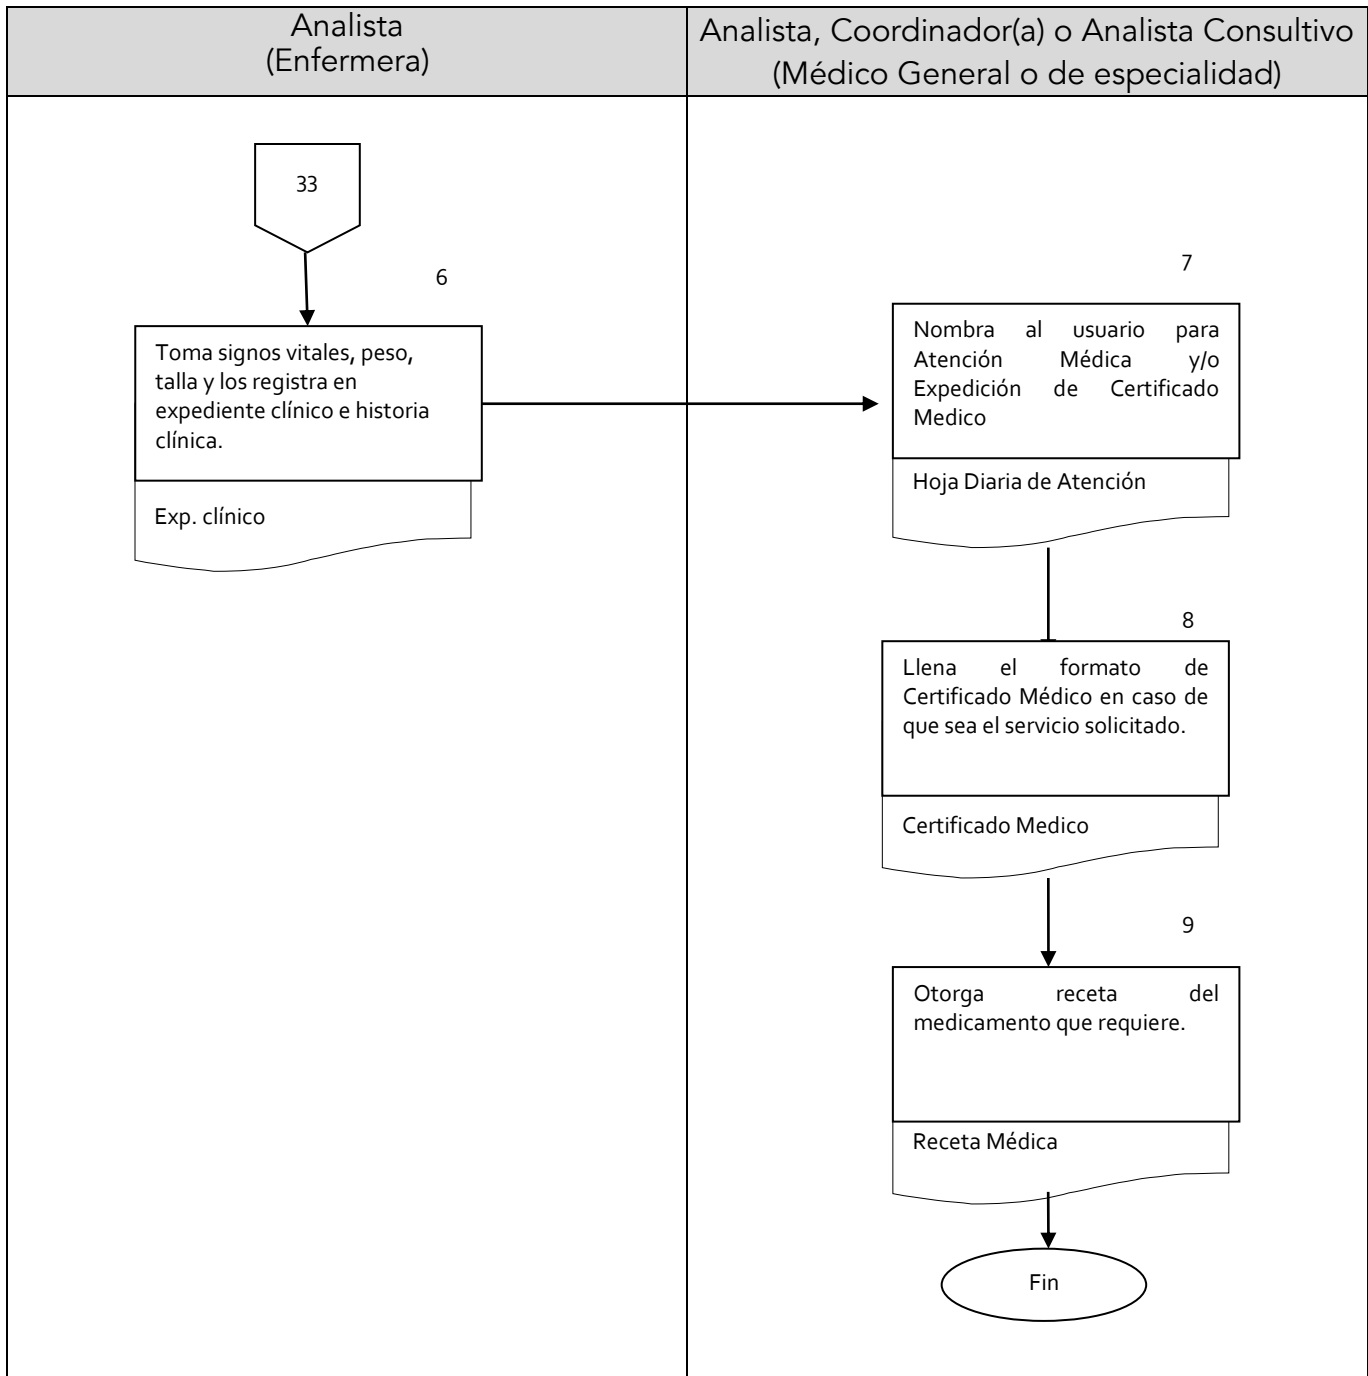 Analista
(Enfermera)
Analista, Coordinador(a) o Analista Consultivo
(Médico General o de especialidad)
33
6
Toma signos vitales, peso,
talla y los registra en
expediente clínico e historia
clínica.
Exp. clínico
7
Nombra al usuario para
Atención Médica y/o
Expedición de Certificado
Medico
Hoja Diaria de Atención
8
Llena el formato de
Certificado Médico en caso de
que sea el servicio solicitado.
Certificado Medico
9
Otorga receta del
medicamento que requiere.
Receta Médica
Fin